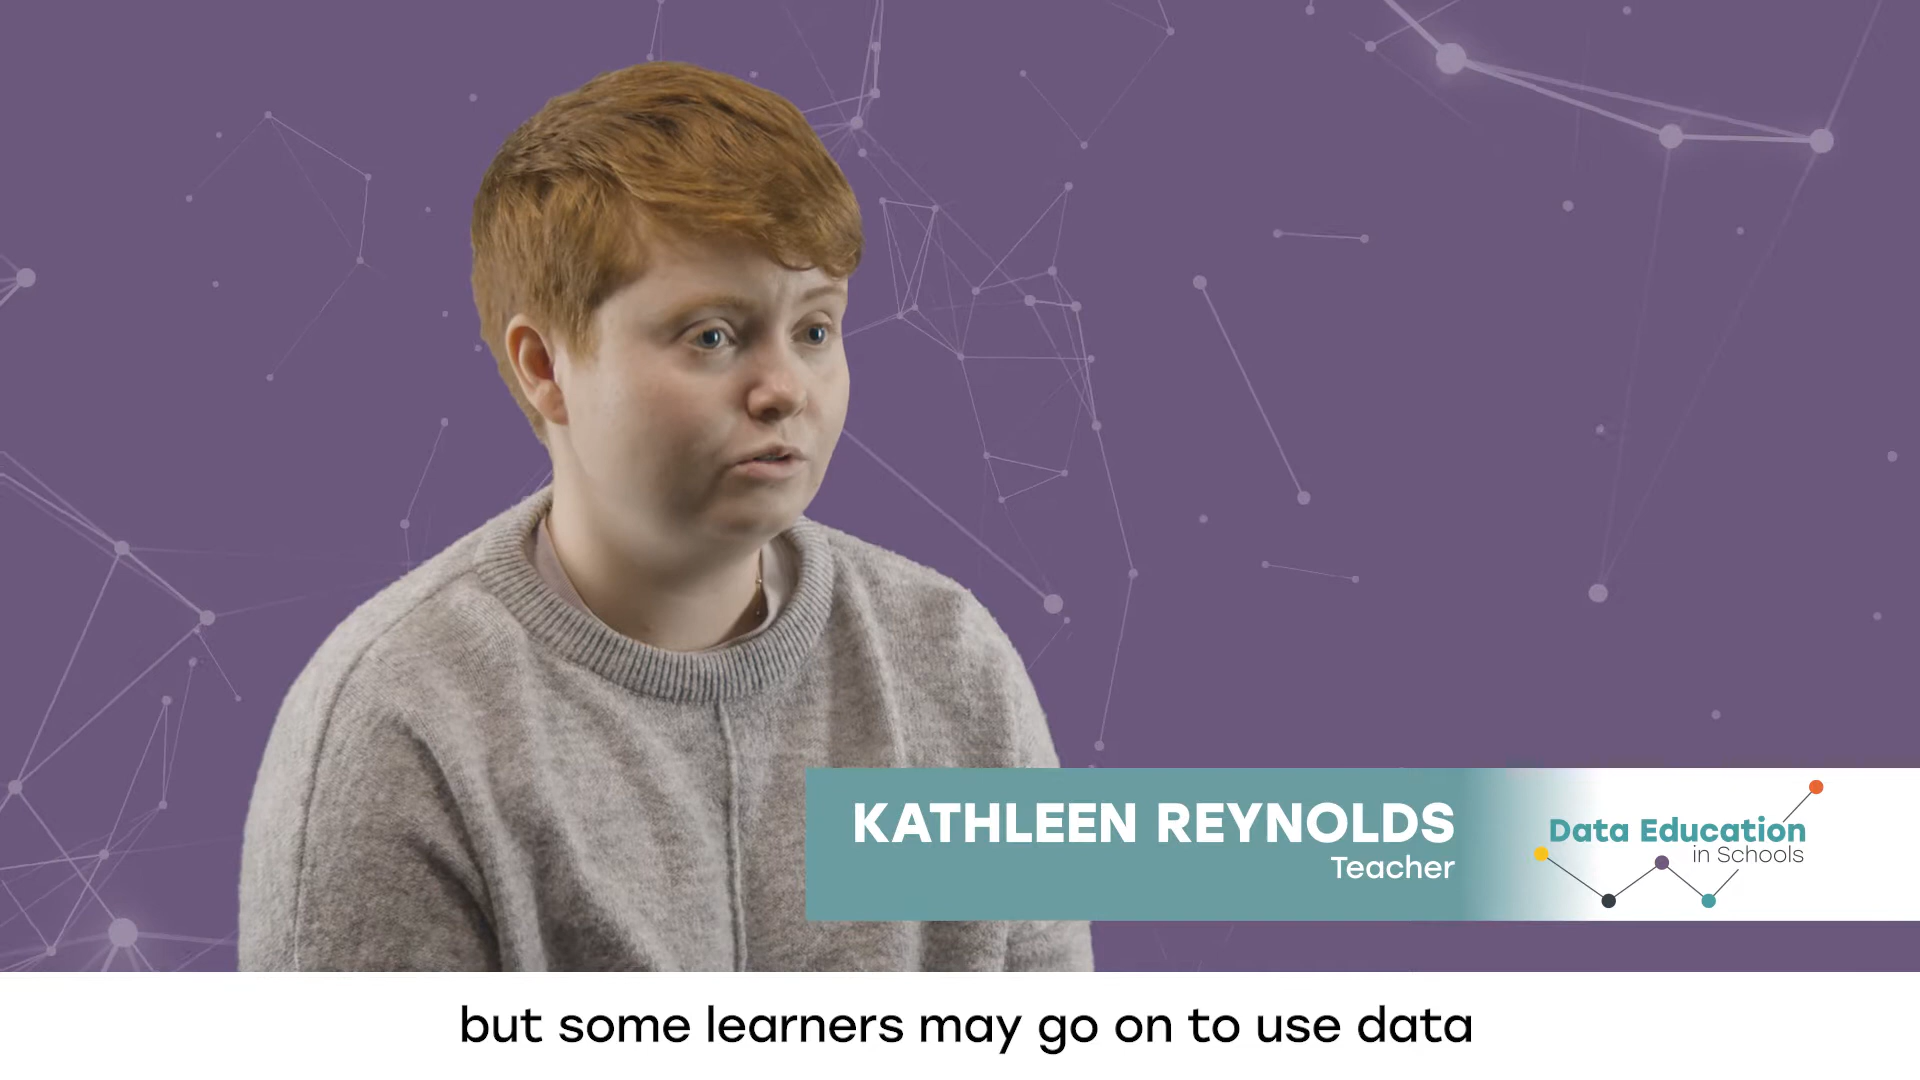 KATHLEEN REYNOLDS
Teacher
Data Education
in Schools
but some learners may go on to use data